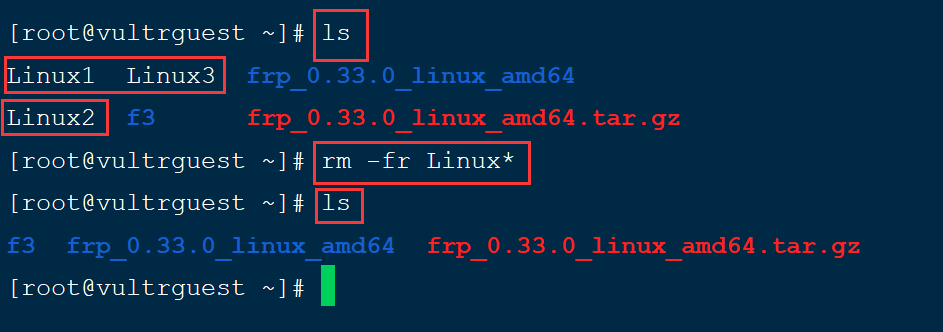 [root@vultrguest ~]# ls
Linux1  Linux3  frp_0.33.0_linux_amd64
Linux2  f3      frp_0.33.0_linux_amd64.tar.gz
[root@vultrguest ~]# rm -fr Linux*
[root@vultrguest ~]# ls
f3  frp_0.33.0_linux_amd64  frp_0.33.0_linux_amd64.tar.gz
[root@vultrguest ~]#